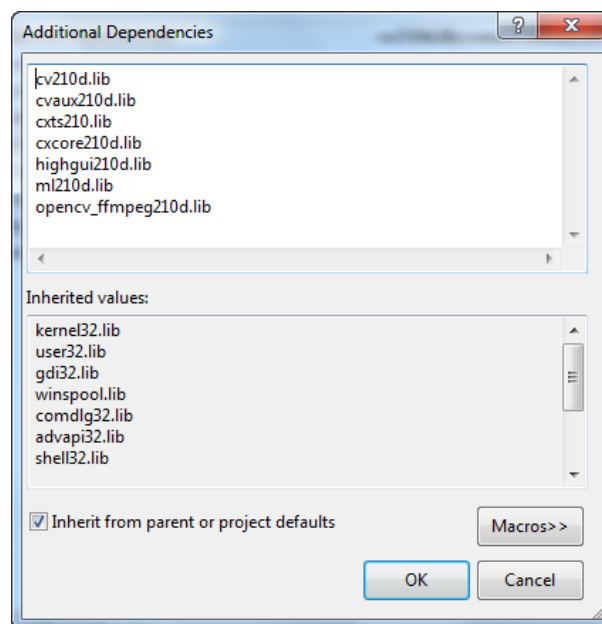 Additional Dependencies
cv210d.lib
cvaux210d.lib
cxts210.lib
cxcore210d.lib
highgui210d.lib
ml210d.lib
opencv_ffmpeg210d.lib
Inherited values:
kernel32.lib
user32.lib
gdi32.lib
winspool.lib
comdlg32.lib
advapi32.lib
shell32.lib
Inherit from parent or project defaults
Macros>>
OK
Cancel